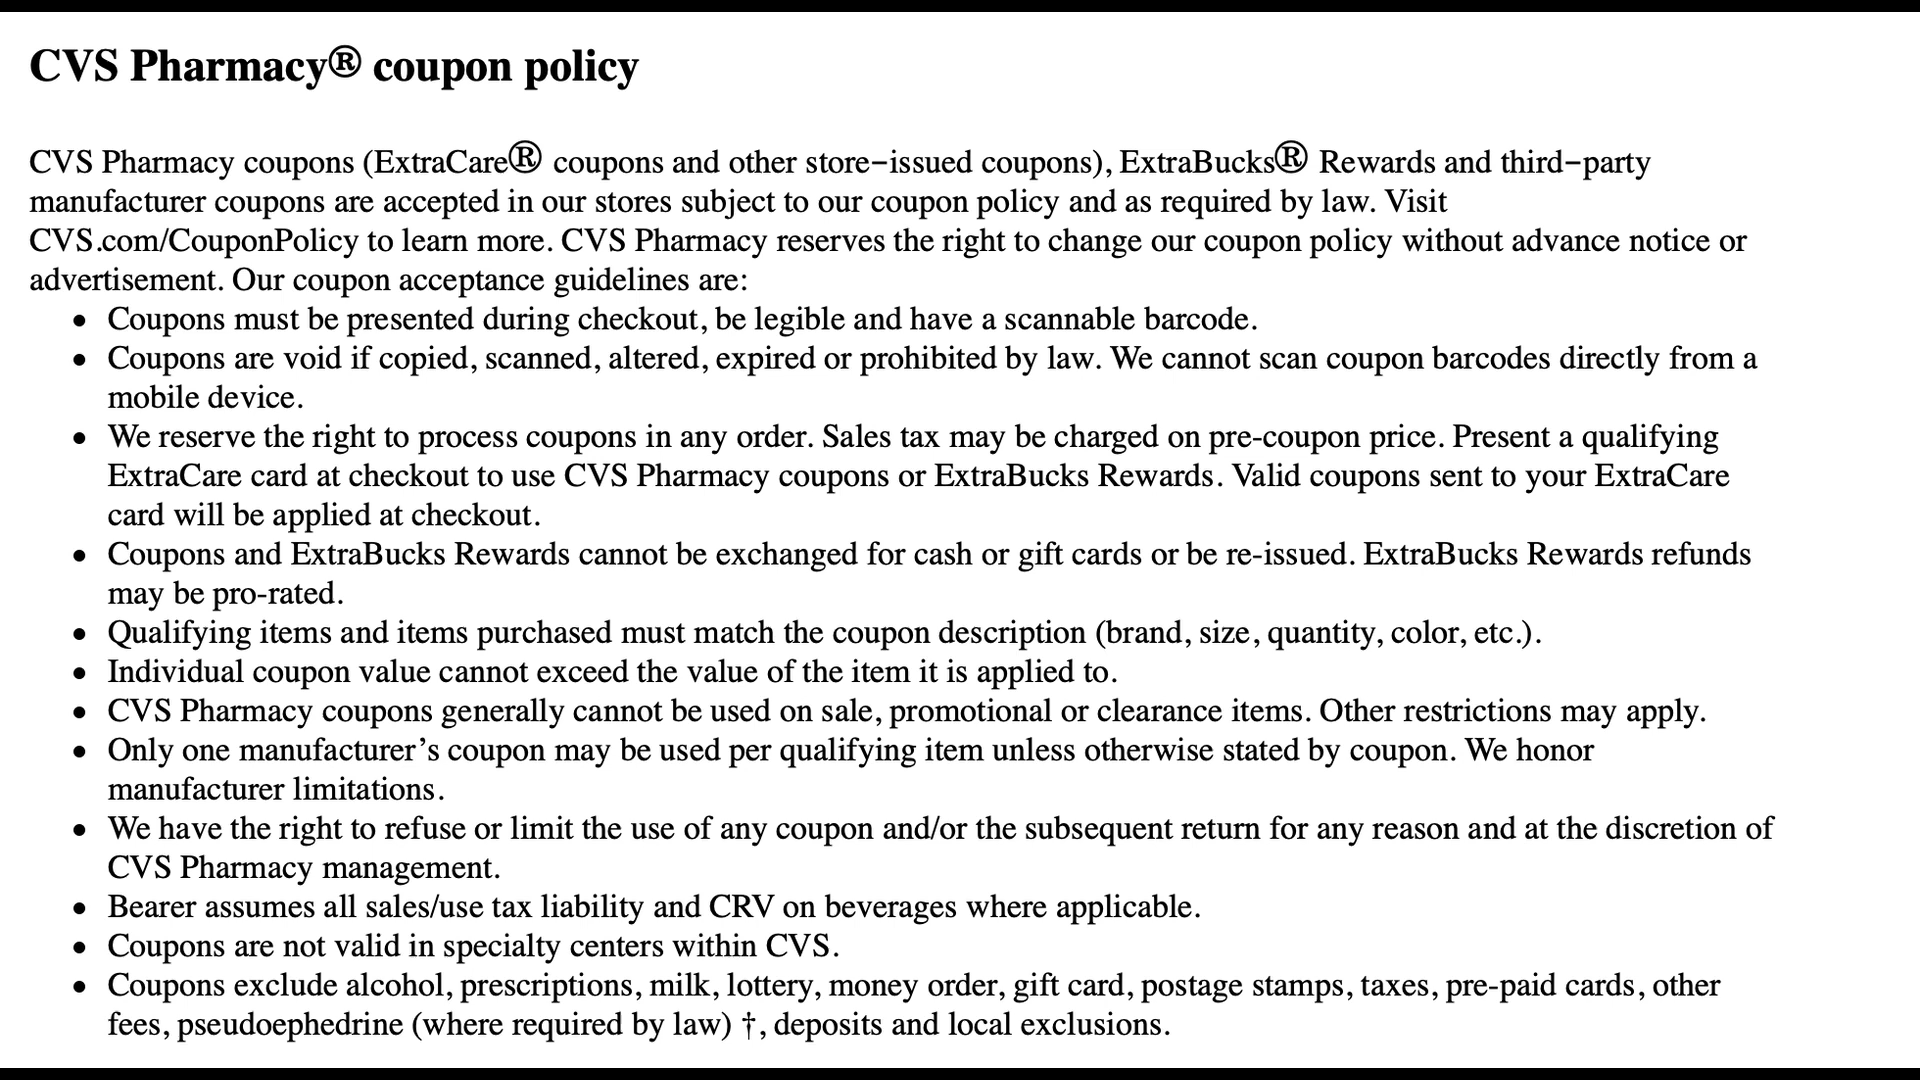 CVS Pharmacy® coupon policy
CVS Pharmacy coupons (ExtraCare® coupons and other store-issued coupons), ExtraBucks® Rewards and third-party
manufacturer coupons are accepted in our stores subject to our coupon policy and as required by law. Visit
CVS.com/CouponPolicy to learn more. CVS Pharmacy reserves the right to change our coupon policy without advance notice or
advertisement. Our coupon acceptance guidelines are:
• Coupons must be presented during checkout, be legible and have a scannable barcode.
• Coupons are void if copied, scanned, altered, expired or prohibited by law. We cannot scan coupon barcodes directly from a
mobile device.
• We reserve the right to process coupons in any order. Sales tax may be charged on pre-coupon price. Present a qualifying
ExtraCare card at checkout to use CVS Pharmacy coupons or ExtraBucks Rewards. Valid coupons sent to your ExtraCare
card will be applied at checkout.
• Coupons and ExtraBucks Rewards cannot be exchanged for cash or gift cards or be re-issued. ExtraBucks Rewards refunds
may be pro-rated.
• Qualifying items and items purchased must match the coupon description (brand, size, quantity, color, etc.).
• Individual coupon value cannot exceed the value of the item it is applied to.
• CVS Pharmacy coupons generally cannot be used on sale, promotional or clearance items. Other restrictions may apply.
• Only one manufacturer’s coupon may be used per qualifying item unless otherwise stated by coupon. We honor
manufacturer limitations.
• We have the right to refuse or limit the use of any coupon and/or the subsequent return for any reason and at the discretion of
CVS Pharmacy management.
• Bearer assumes all sales/use tax liability and CRV on beverages where applicable.
• Coupons are not valid in specialty centers within CVS.
• Coupons exclude alcohol, prescriptions, milk, lottery, money order, gift card, postage stamps, taxes, pre-paid cards, other
fees, pseudoephedrine (where required by law) †, deposits and local exclusions.